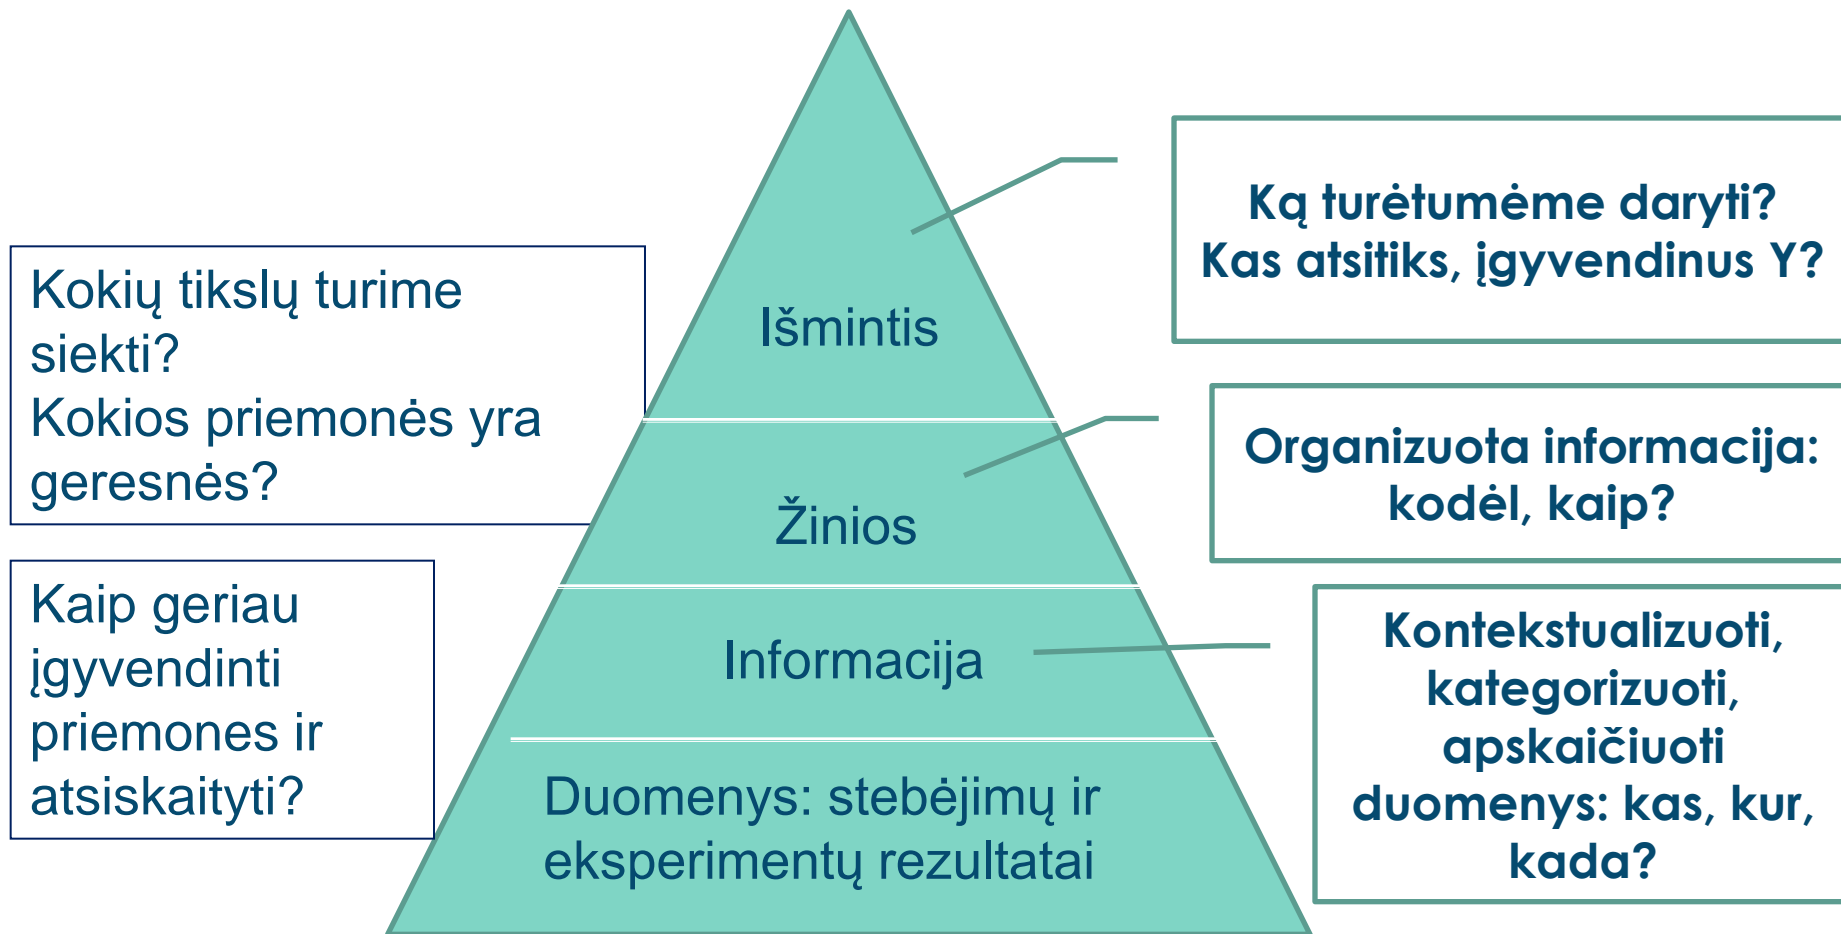 Kokių tikslų turime
siekti?
Kokios priemonės yra
geresnės?
Kaip geriau
įgyvendinti
priemones ir
atsiskaityti?
Išmintis
Žinios
Informacija
Duomenys: stebėjimų ir
eksperimentų rezultatai
Ką turėtumėme daryti?
Kas atsitiks, įgyvendinus Y?
Organizuota informacija:
kodėl, kaip?
Kontekstualizuoti,
kategorizuoti,
apskaičiuoti
duomenys: kas, kur,
kada?